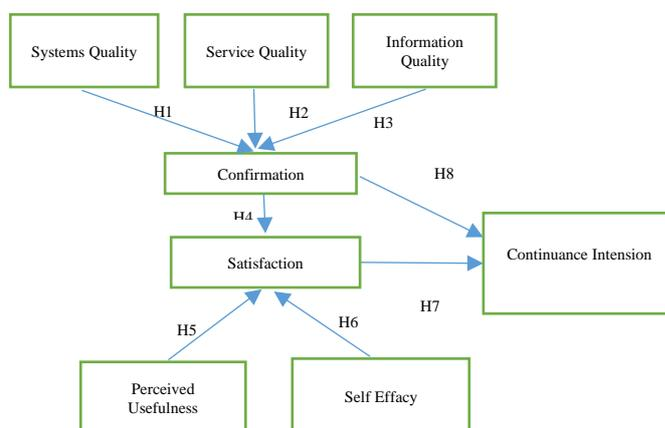 Systems Quality
Service Quality
Information
Quality
H1
H2
H3
Confirmation
H8
H4
Satisfaction
Continuance Intension
H7
H5
H6
Perceived
Usefulness
Self Effacy